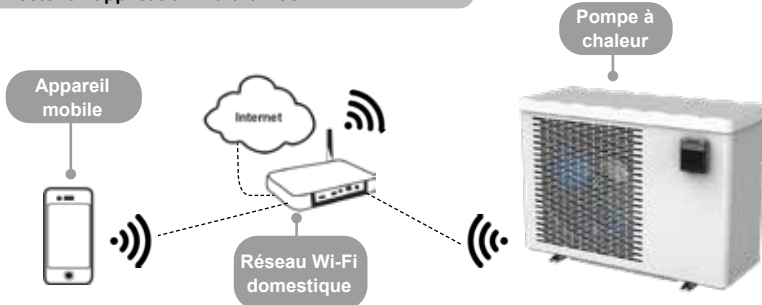 Pompe à
chaleur
Appareil
mobile
Internet
Réseau Wi-Fi
domestique